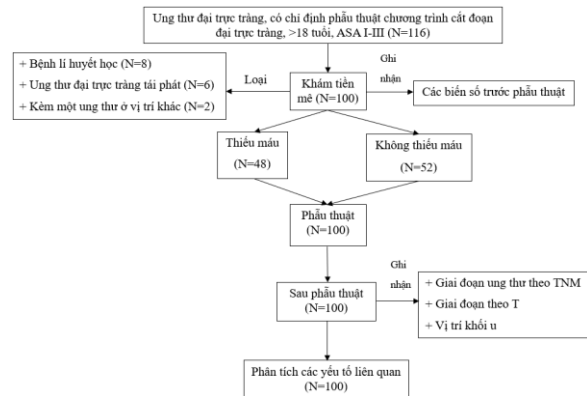 Ung thư đại trực tràng, có chỉ định phẫu thuật chương trình cắt đoạn
đại trực tràng, >18 tuổi, ASA I-III (N=116)
+ Bệnh lí huyết học (N=8)
+ Ung thư đại trực tràng tái phát (N=6)
+ Kèm một ung thư ở vị trí khác (N=2)
Loại
Khám tiền
mê
(N=100)
Ghi
nhận
Các biến số trước phẫu thuật
Thiếu máu
(N=48)
Không thiếu máu
(N=52)
Phẫu thuật
(N=100)
Sau phẫu thuật
(N=100)
Ghi
nhận
+ Giai đoạn ung thư theo TNM
+ Giai đoạn theo T
+ Vị trí khối u
Phân tích các yếu tố liên quan
(N=100)